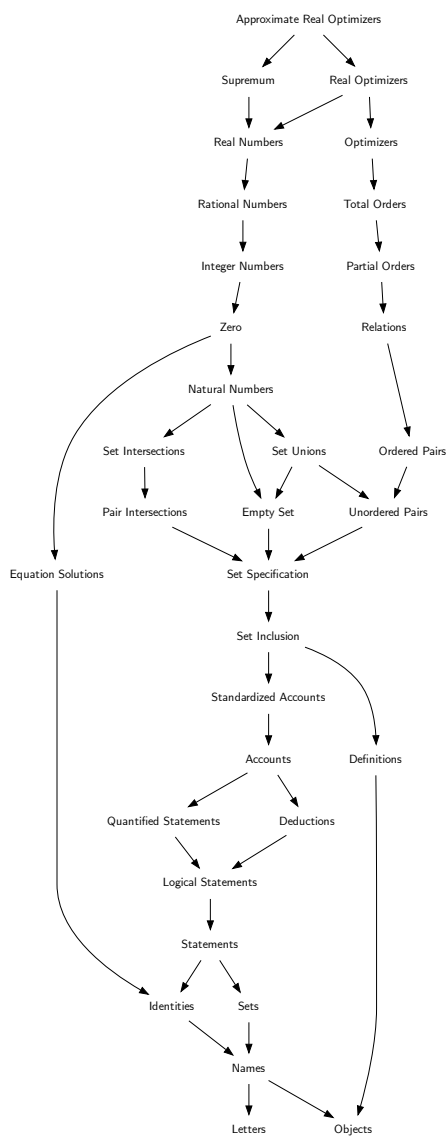 Approximate Real Optimizers
Supremum
Real Optimizers
Real Numbers
Optimizers
Rational Numbers
Total Orders
Integer Numbers
Partial Orders
Zero
Relations
Natural Numbers
Set Intersections
Set Unions
Ordered Pairs
Pair Intersections
Empty Set
Unordered Pairs
Equation Solutions
Set Specification
Set Inclusion
Standardized Accounts
Accounts
Definitions
Quantified Statements
Deductions
Logical Statements
Statements
Identities
Sets
Names
Letters
Objects